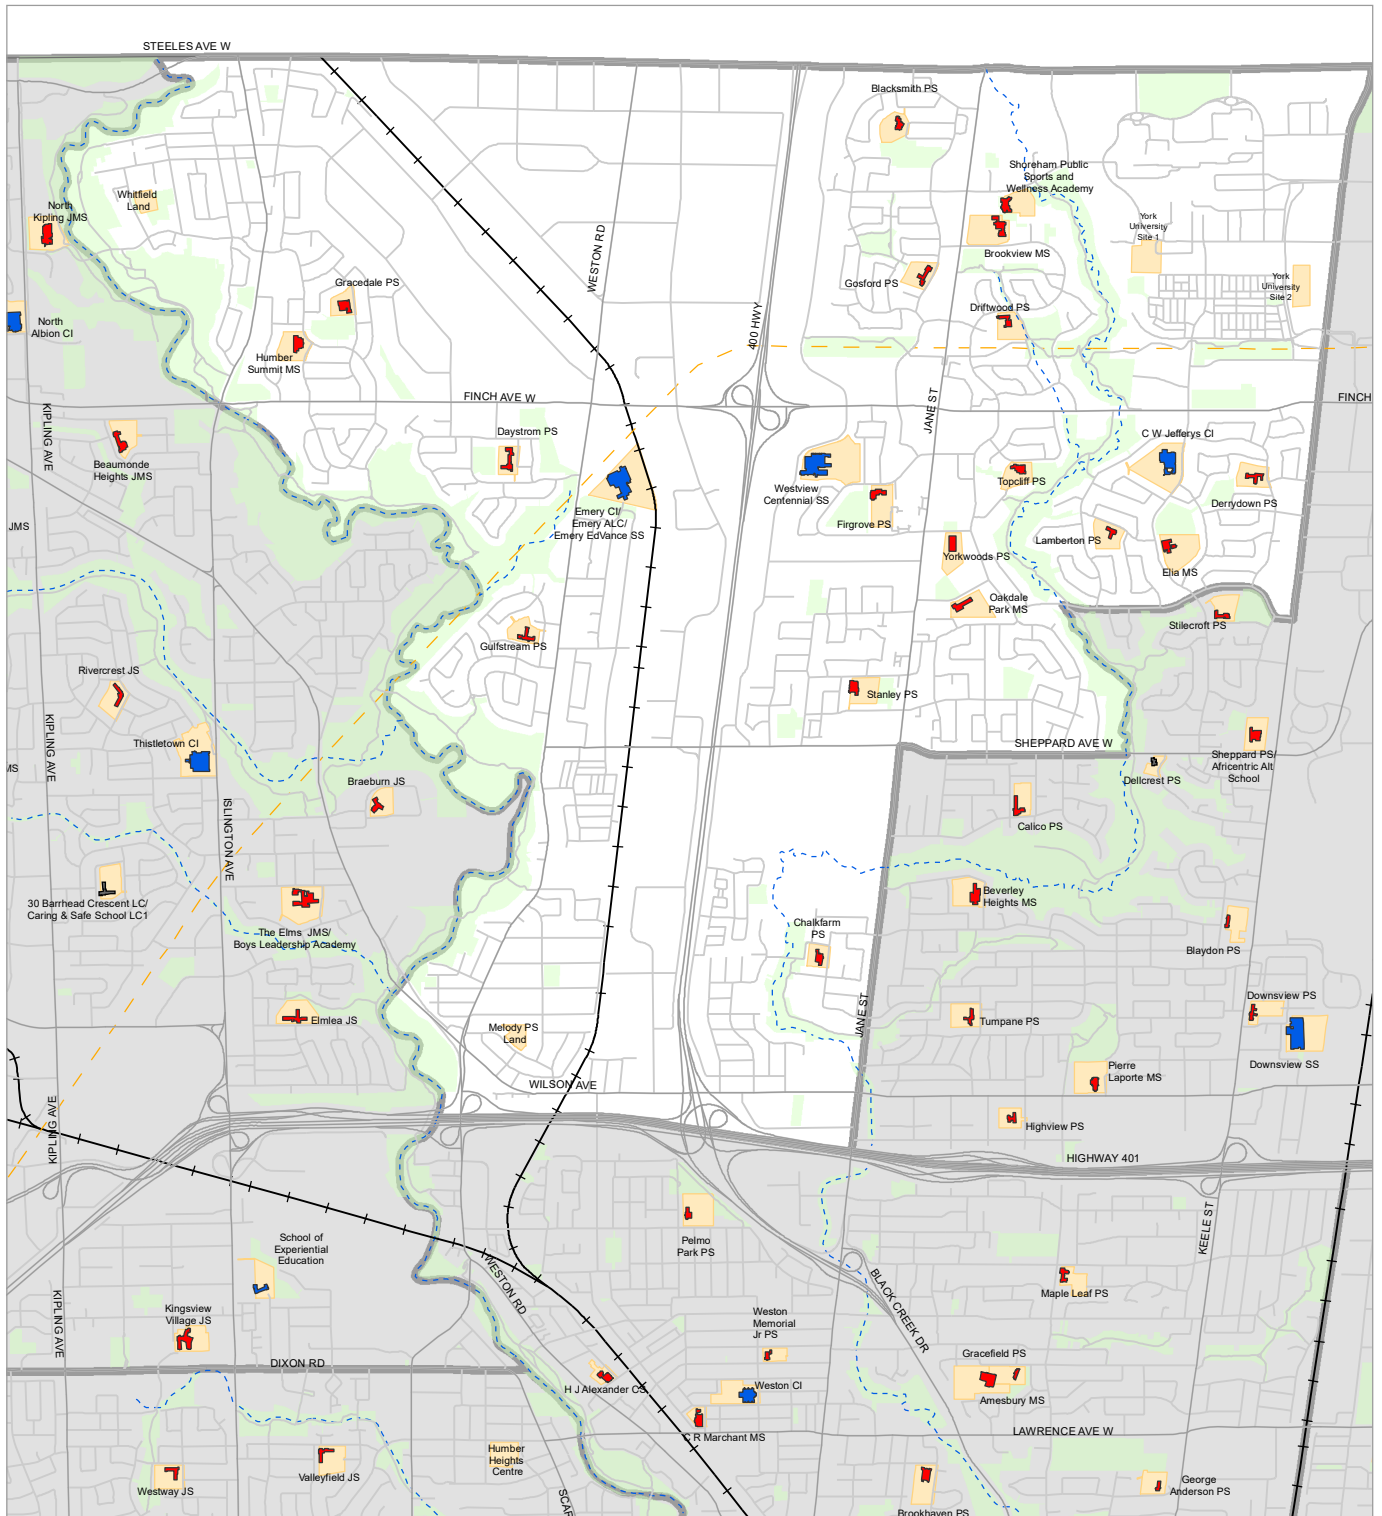 STEELES AVE W
Blacksmith PS
Shoreham Public
Sports and
Wellness Academy
Whitfield
Land
North
Kipling JMS
York
University
Site 1
Brookview MS
Gosford PS
York
University
Site 2
WESTON RD
Gracedale PS
Driftwood PS
400 HWY
North
Albion CI
Humber
Summit MS
FINCH AVE W
FINCH
JANE ST
KIPLING AVE
Daystrom PS
C W Jefferys CI
Beaumonde
Heights JMS
Westview
Centennial SS
Topcliff PS
Derrydown PS
Emery CI/
Emery ALC/
Emery EdVance SS
Firgrove PS
JMS
Lamberton PS
Yorkwoods PS
Elia MS
Oakdale
Park MS
Stilecroft PS
Gulfstream PS
Rivercrest JS
Stanley PS
KIPLING AVE
Thistletown CI
SHEPPARD AVE W
Sheppard PS/
Africentric Alt
School
MS
Braeburn JS
Dellcrest PS
ISLINGTON AVE
Calico PS
30 Barrhead Crescent LC/
Caring & Safe School LC1
Beverley
Heights MS
The Elms JMS/
Boys Leadership Academy
Chalkfarm
PS
Blaydon PS
Downsview PS
Elmlea JS
Melody PS
Land
JANE ST
Tumpane PS
Downsview SS
Pierre
Laporte MS
WILSON AVE
KIPLING AVE
Highview PS
HIGHWAY 401
Pelmo
Park PS
KEELE ST
School of
Experiential
Education
WESTON RD
BLACK CREEK DR
Maple Leaf PS
Kingsview
Village JS
KIPLING AVE
Weston
Memorial
Jr PS
DIXON RD
Gracefield PS
H J Alexander CS
Weston CI
Amesbury MS
C R Marchant MS
LAWRENCE AVE W
Humber
Heights
Centre
Valleyfield JS
Westway JS
SCAR
George
Anderson PS
Brookhaven PS